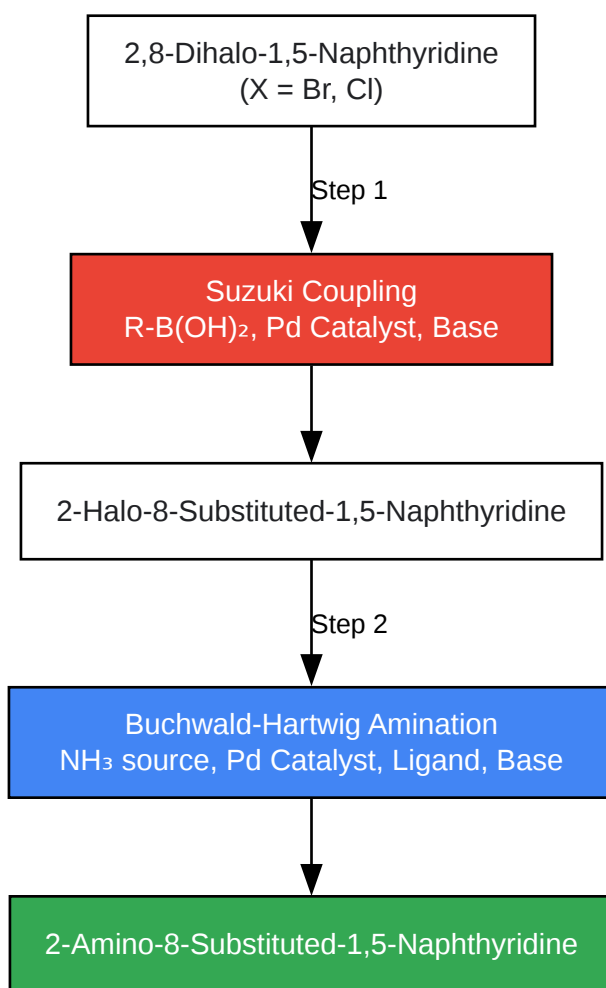 2,8-Dihalo-1,5-Naphthyridine
(X = Br, Cl)
Step 1
Suzuki Coupling
R-B(OH)₂, Pd Catalyst, Base
2-Halo-8-Substituted-1,5-Naphthyridine
Step 2
Buchwald-Hartwig Amination
NH₃ source, Pd Catalyst, Ligand, Base
2-Amino-8-Substituted-1,5-Naphthyridine